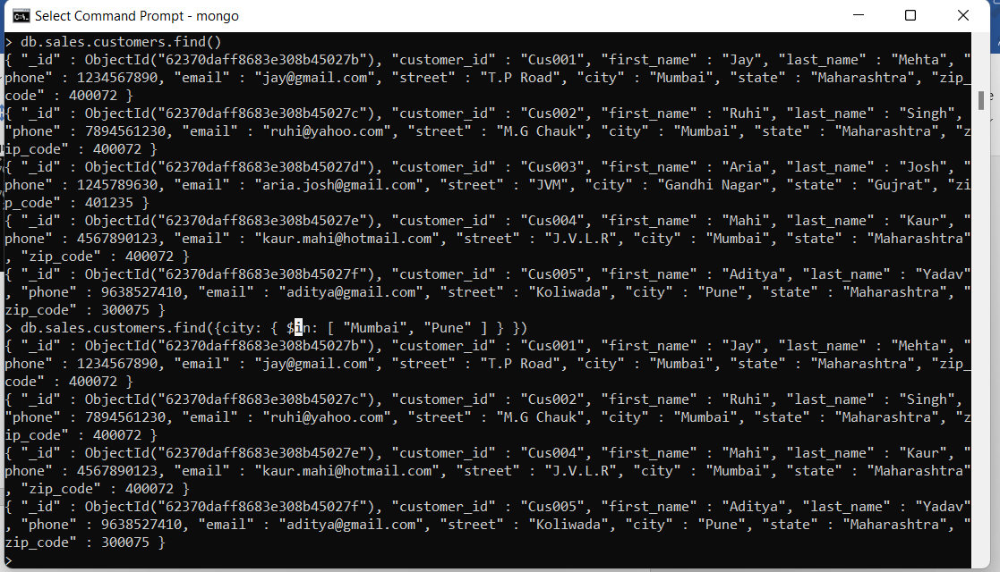 Select Command Prompt - mongo
> db.sales.customers.find()
{ "_id" : ObjectId("62370daff8683e308b45027b"), "customer_id" : "Cus001", "first_name" : "Jay", "last_name" : "Mehta", "
phone" : 1234567890, "email" : "jay@gmail.com", "street" : "T.P Road", "city" : "Mumbai", "state" : "Maharashtra", "zip_
code" : 400072 }
{ "_id" : ObjectId("62370daff8683e308b45027c"), "customer_id" : "Cus002", "first_name" : "Ruhi", "last_name" : "Singh",
"phone" : 7894561230, "email" : "ruhi@yahoo.com", "street" : "M.G Chauk", "city" : "Mumbai", "state" : "Maharashtra", "z
ip_code" : 400072 }
{ "_id" : ObjectId("62370daff8683e308b45027d"), "customer_id" : "Cus003", "first_name" : "Aria", "last_name" : "Josh", "
phone" : 1245789630, "email" : "aria.josh@gmail.com", "street" : "JVM", "city" : "Gandhi Nagar", "state" : "Gujrat", "zi
p_code" : 401235 }
{ "_id" : ObjectId("62370daff8683e308b45027e"), "customer_id" : "Cus004", "first_name" : "Mahi", "last_name" : "Kaur", "
phone" : 4567890123, "email" : "kaur.mahi@hotmail.com", "street" : "J.V.L.R", "city" : "Mumbai", "state" : "Maharashtra"
, "zip_code" : 400072 }
{ "_id" : ObjectId("62370daff8683e308b45027f"), "customer_id" : "Cus005", "first_name" : "Aditya", "last_name" : "Yadav"
, "phone" : 9638527410, "email" : "aditya@gmail.com", "street" : "Koliwada", "city" : "Pune", "state" : "Maharashtra", "
zip_code" : 300075 }
> db.sales.customers.find({city: { $in: [ "Mumbai", "Pune" ] } })
{ "_id" : ObjectId("62370daff8683e308b45027b"), "customer_id" : "Cus001", "first_name" : "Jay", "last_name" : "Mehta", "
phone" : 1234567890, "email" : "jay@gmail.com", "street" : "T.P Road", "city" : "Mumbai", "state" : "Maharashtra", "zip_
code" : 400072 }
{ "_id" : ObjectId("62370daff8683e308b45027c"), "customer_id" : "Cus002", "first_name" : "Ruhi", "last_name" : "Singh",
"phone" : 7894561230, "email" : "ruhi@yahoo.com", "street" : "M.G Chauk", "city" : "Mumbai", "state" : "Maharashtra", "z
ip_code" : 400072 }
{ "_id" : ObjectId("62370daff8683e308b45027e"), "customer_id" : "Cus004", "first_name" : "Mahi", "last_name" : "Kaur", "
phone" : 4567890123, "email" : "kaur.mahi@hotmail.com", "street" : "J.V.L.R", "city" : "Mumbai", "state" : "Maharashtra"
, "zip_code" : 400072 }
{ "_id" : ObjectId("62370daff8683e308b45027f"), "customer_id" : "Cus005", "first_name" : "Aditya", "last_name" : "Yadav"
, "phone" : 9638527410, "email" : "aditya@gmail.com", "street" : "Koliwada", "city" : "Pune", "state" : "Maharashtra", "
zip_code" : 300075 }
>